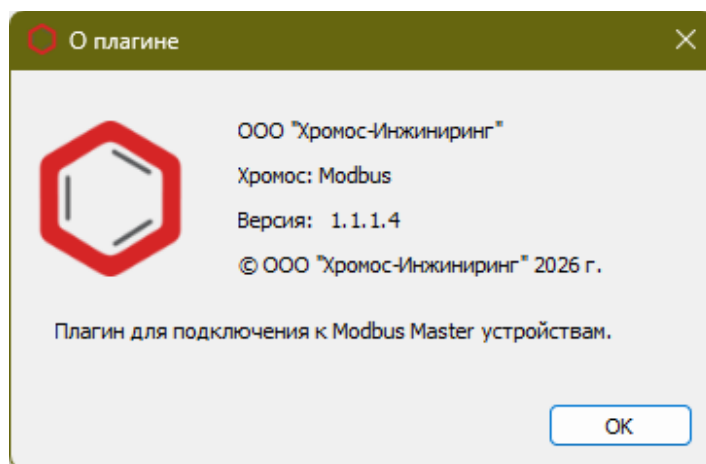 О плагине
ООО "Хромос-Инжиниринг"
Хромос: Modbus
Версия: 1.1.1.4
© ООО "Хромос-Инжиниринг" 2026 г.
Плагин для подключения к Modbus Master устройствам.
OK